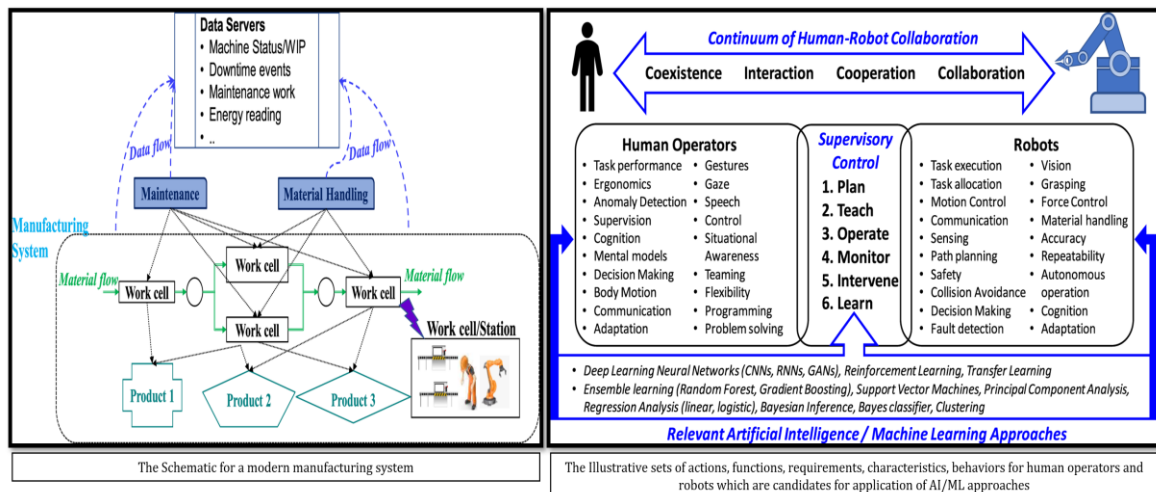 Data Servers
• Machine Status/WIP
• Downtime events
• Maintenance work
• Energy reading
• ..
Data flow
Data flow
Maintenance
Material Handling
Manufacturing
System
Material flow
Work cell
Work cell
Work cell
Work cell
Material flow
Work cell/Station
Product 1
Product 2
Product 3
The Schematic for a modern manufacturing system
Continuum of Human-Robot Collaboration
Coexistence Interaction Cooperation Collaboration
Human Operators
• Task performance
• Ergonomics
• Anomaly Detection
• Supervision
• Cognition
• Mental models
• Decision Making
• Body Motion
• Communication
• Adaptation
• Gestures
• Gaze
• Speech
• Control
• Situational
Awareness
• Teaming
• Flexibility
• Programming
• Problem solving
Supervisory
Control
1. Plan
2. Teach
3. Operate
4. Monitor
5. Intervene
6. Learn
Robots
• Task execution
• Task allocation
• Motion Control
• Communication
• Sensing
• Path planning
• Safety
• Collision Avoidance
• Decision Making
• Fault detection
• Vision
• Grasping
• Force Control
• Material handling
• Accuracy
• Repeatability
• Autonomous
operation
• Cognition
• Adaptation
• Deep Learning Neural Networks (CNNs, RNNs, GANs), Reinforcement Learning, Transfer Learning
• Ensemble learning (Random Forest, Gradient Boosting), Support Vector Machines, Principal Component Analysis,
Regression Analysis (linear, logistic), Bayesian Inference, Bayes classifier, Clustering
Relevant Artificial Intelligence / Machine Learning Approaches
The Illustrative sets of actions, functions, requirements, characteristics, behaviors for human operators and
robots which are candidates for application of AI/ML approaches